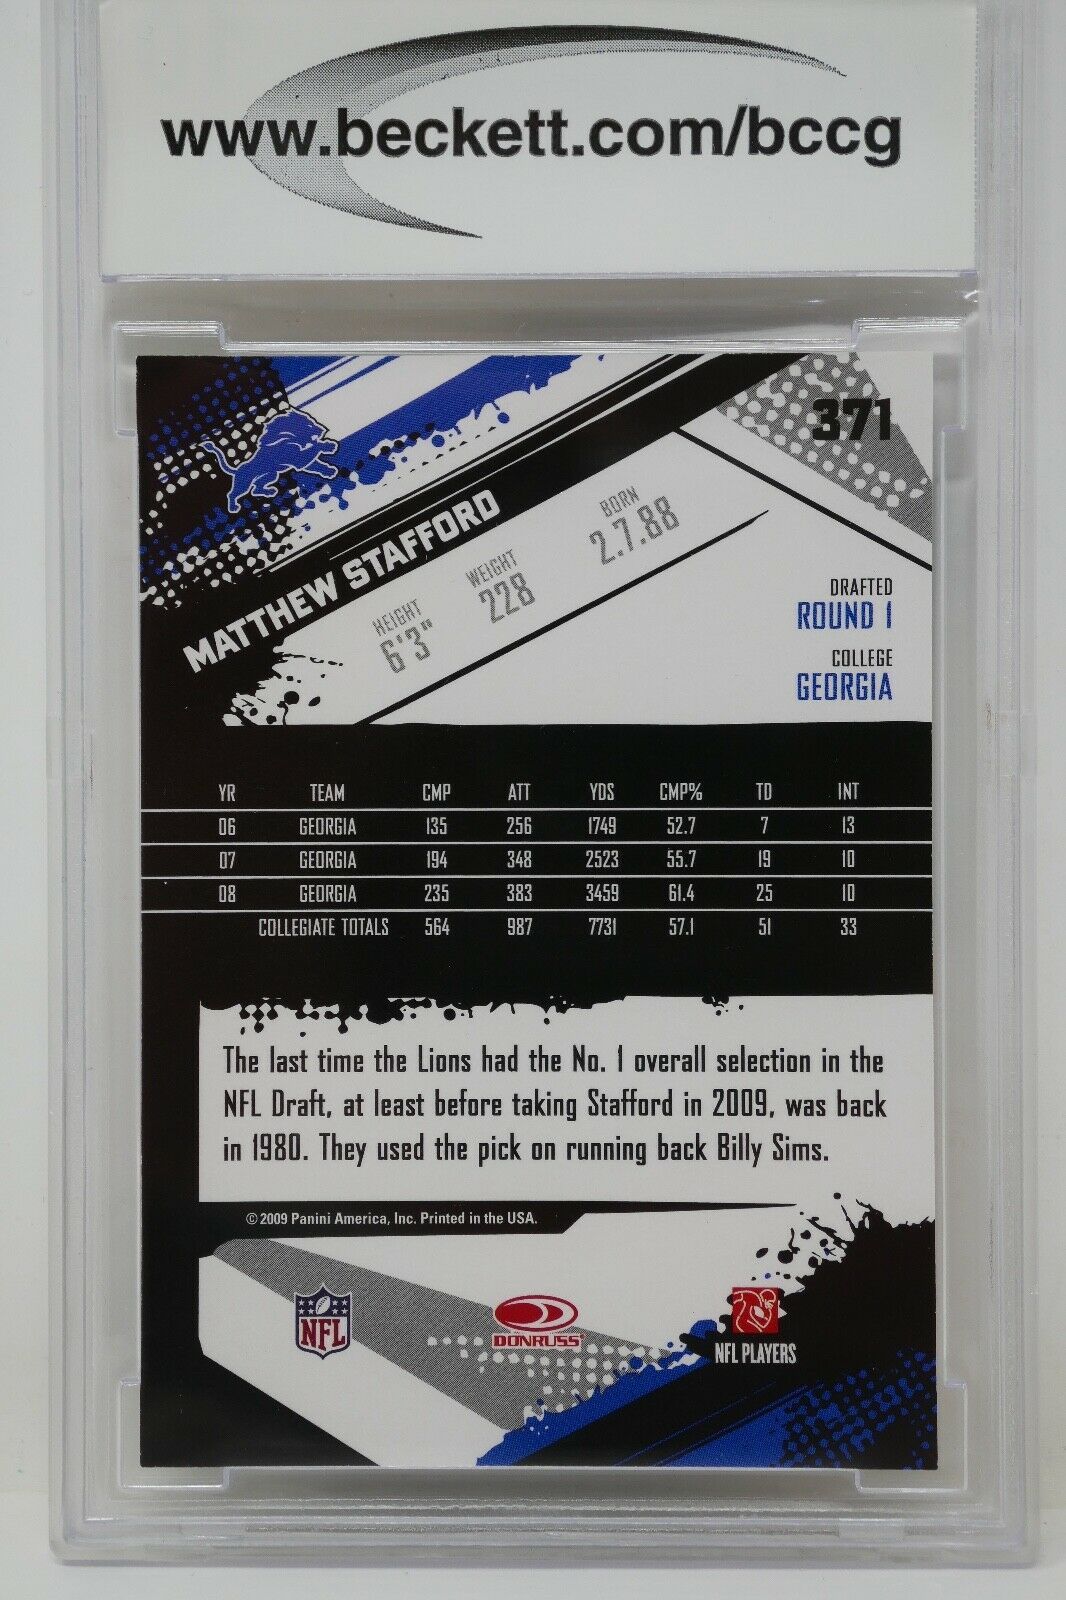 www.beckett.com/bccg
371
MATTHEW STAFFORD
HEIGHT
6'3"
WEIGHT
228
BORN
2.7.88
DRAFTED
ROUND 1
COLLEGE
GEORGIA
YR TEAM CMP ATT YDS CMP% TD INT
06 GEORGIA 135 256 1749 52.7 7 13
07 GEORGIA 194 348 2523 55.7 19 10
08 GEORGIA 235 383 3459 61.4 25 10
COLLEGIATE TOTALS 564 987 7731 57.1 51 33
The last time the Lions had the No. 1 overall selection in the
NFL Draft, at least before taking Stafford in 2009, was back
in 1980. They used the pick on running back Billy Sims.
© 2009 Panini America, Inc. Printed in the USA.
NFL
DONRUSS
NFL PLAYERS